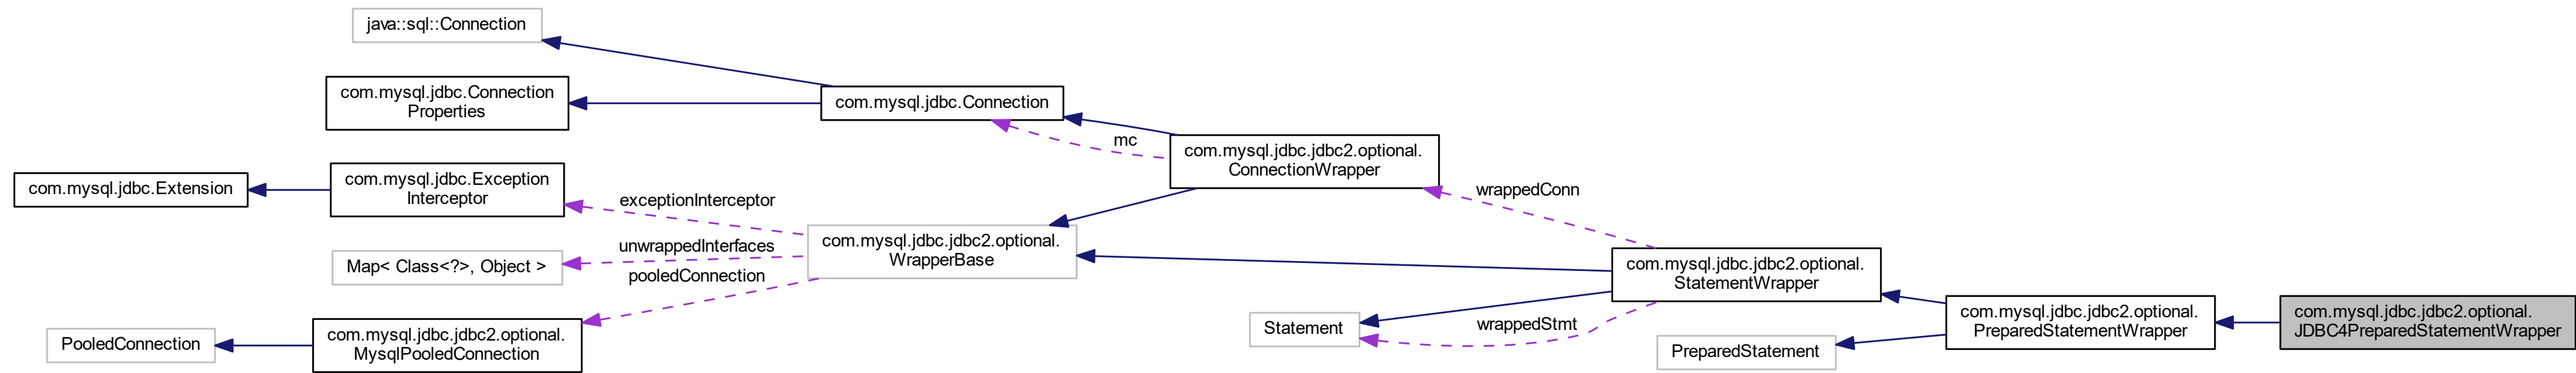 java::sql::Connection
com.mysql.jdbc.Connection
Properties
com.mysql.jdbc.Connection
mc
com.mysql.jdbc.jdbc2.optional.
ConnectionWrapper
com.mysql.jdbc.Extension
com.mysql.jdbc.Exception
Interceptor
exceptionInterceptor
wrappedConn
unwrappedInterfaces
Map< Class<?>, Object >
com.mysql.jdbc.jdbc2.optional.
WrapperBase
pooledConnection
com.mysql.jdbc.jdbc2.optional.
StatementWrapper
PooledConnection
com.mysql.jdbc.jdbc2.optional.
MysqlPooledConnection
Statement
wrappedStmt
PreparedStatement
com.mysql.jdbc.jdbc2.optional.
PreparedStatementWrapper
com.mysql.jdbc.jdbc2.optional.
JDBC4PreparedStatementWrapper